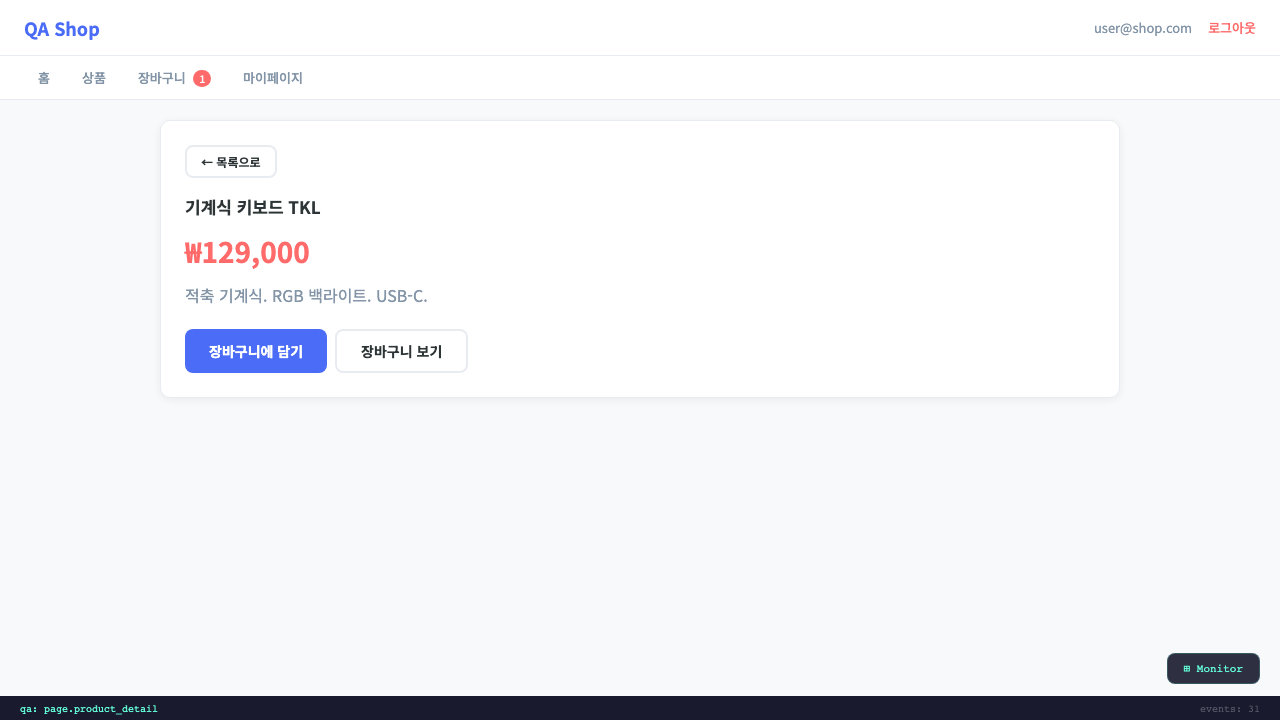 QA Shop
user@shop.com 로그아웃
홈 상품 장바구니 1 마이페이지
← 목록으로
기계식 키보드 TKL
₩129,000
적축 기계식. RGB 백라이트. USB-C.
장바구니에 담기 장바구니 보기
⊞ Monitor
qa: page.product_detail events: 31